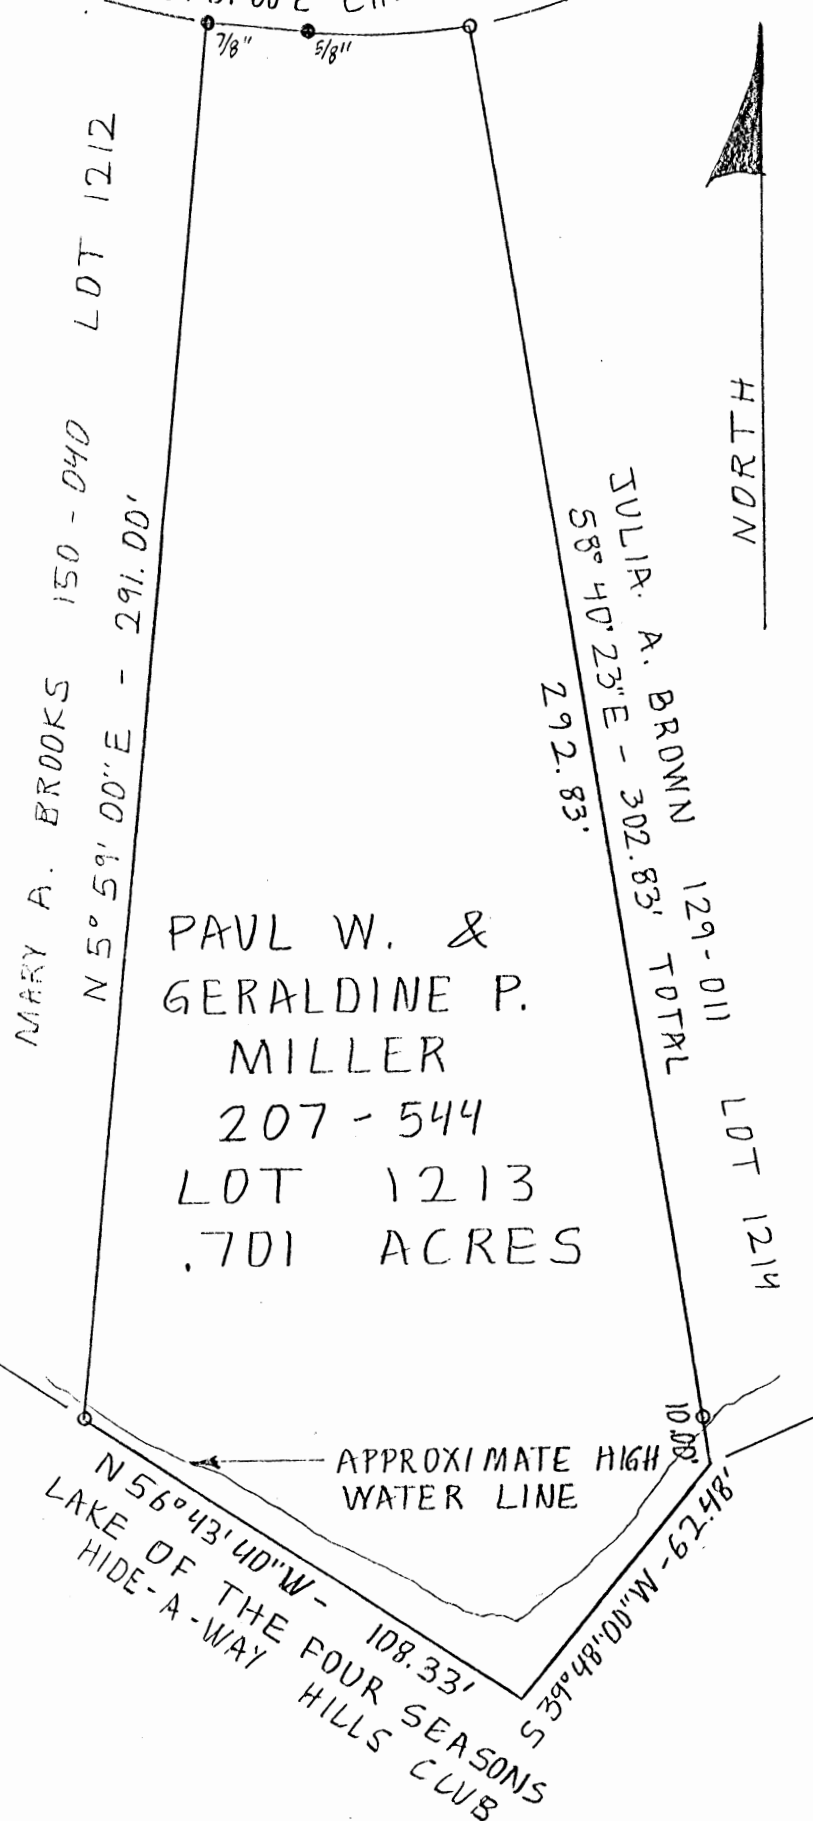 7/8" 5/8"
MARY A. BROOKS 150-040 LOT 1212
N 5° 59' 00" E - 291.00'
NORTH
JULIA. A. BROWN 129-011 LOT 1214
S8° 40' 23" E - 302.83' TOTAL
292.83'
PAUL W. &
GERALDINE P.
MILLER
207-544
LOT 1213
.701 ACRES
10.00'
APPROXIMATE HIGH
WATER LINE
N 56° 43' 40" W - 108.33'
LAKE OF THE FOUR SEASONS
HIDE-A-WAY HILLS CLUB
S 39° 48' 00" W - 62.48'